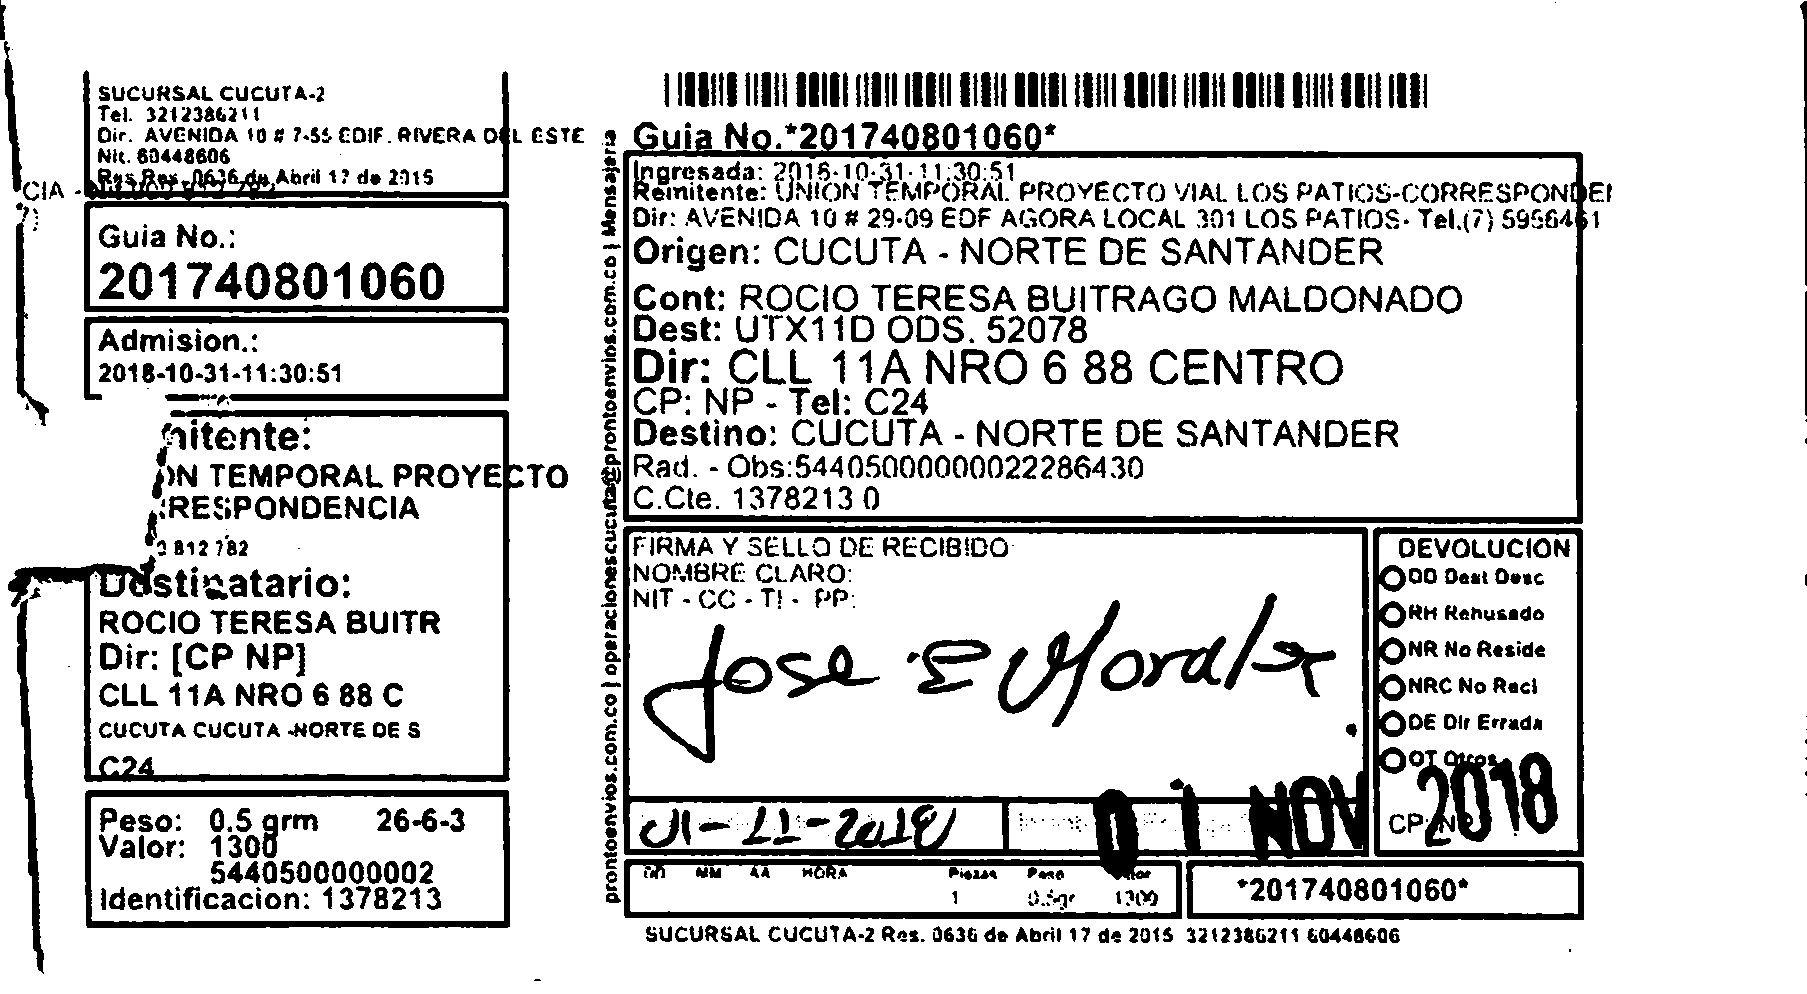 SUCURSAL CUCUTA-2
Tel. 3212386211
Dir. AVENIDA 10 # 7-55 EDIF. RIVERA DEL ESTE
Nit. 60448606
Res Res. 0636 de Abril 17 de 2015
CIA -
Guia No.:
201740801060
Admision.:
2018-10-31-11:30:51
nitente:
ON TEMPORAL PROYECTO
RESPONDENCIA
812 782
Destinatario:
ROCIO TERESA BUITR
Dir: [CP NP]
CLL 11A NRO 6 88 C
CUCUTA CUCUTA -NORTE DE S
C24
Peso: 0.5 grm 26-6-3
Valor: 1300
5440500000002
Identificacion: 1378213
prontoenvios.com.co | operacionescucuta@prontoenvios.com.co | Mensajeria
Guia No.*201740801060*
Ingresada: 2018-10-31-11:30:51
Remitente: UNION TEMPORAL PROYECTO VIAL LOS PATIOS-CORRESPONDEI
Dir: AVENIDA 10 # 29-09 EDF AGORA LOCAL 301 LOS PATIOS- Tel.(7) 5956461
Origen: CUCUTA - NORTE DE SANTANDER
Cont: ROCIO TERESA BUITRAGO MALDONADO
Dest: UTX11D ODS. 52078
Dir: CLL 11A NRO 6 88 CENTRO
CP: NP - Tel: C24
Destino: CUCUTA - NORTE DE SANTANDER
Rad. - Obs:54405000000022286430
C.Cte. 1378213 0
FIRMA Y SELLO DE RECIBIDO
NOMBRE CLARO:
NIT - CC - TI - PP:
Jose E Morales
01-11-2018
01 NOV 2018
DEVOLUCION
DD Dest Desc
RH Rehusado
NR No Reside
NRC No Reci
DE Dir Errada
OT Otros
CP: NP
DD MM AA HORA Piezas Peso Valor
1 0.5gr 1300
*201740801060*
SUCURSAL CUCUTA-2 Res. 0636 de Abril 17 de 2015 3212386211 60448606